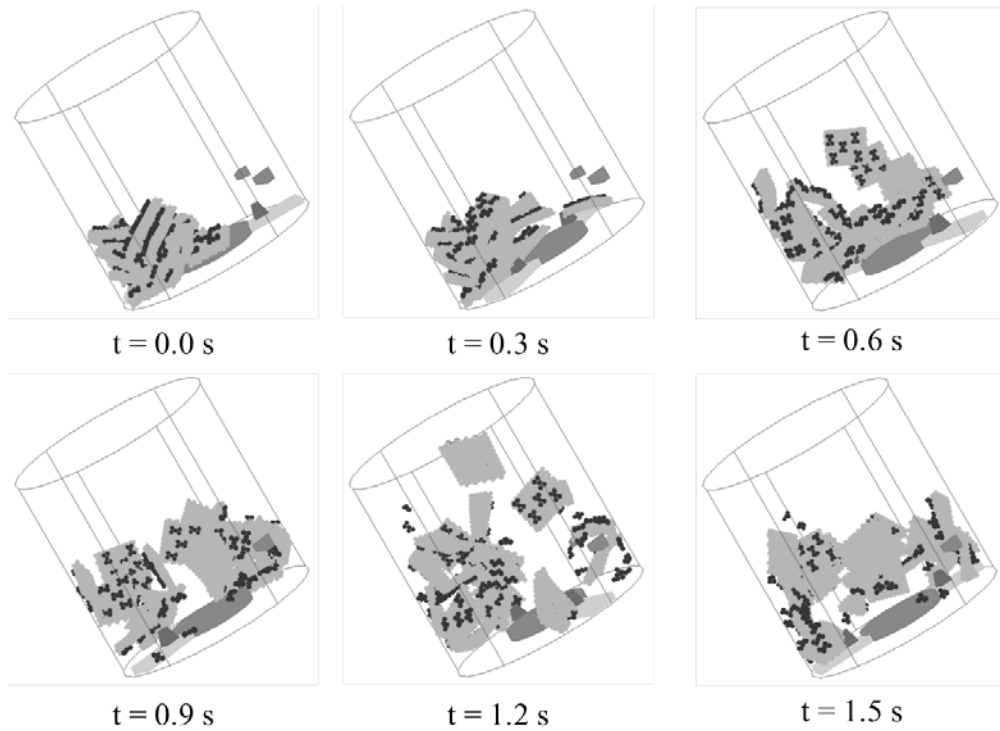 t = 0.0 s
t = 0.3 s
t = 0.6 s
t = 0.9 s
t = 1.2 s
t = 1.5 s